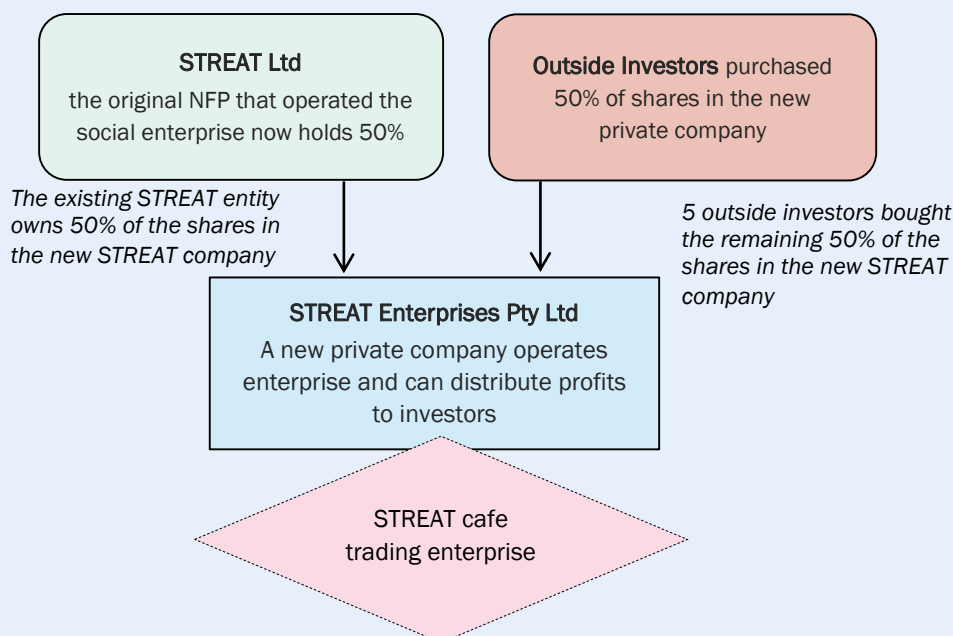 STREAT Ltd
the original NFP that operated the
social enterprise now holds 50%
Outside Investors purchased
50% of shares in the new
private company
The existing STREAT entity
owns 50% of the shares in
the new STREAT company
5 outside investors bought
the remaining 50% of the
shares in the new STREAT
company
STREAT Enterprises Pty Ltd
A new private company operates
enterprise and can distribute profits
to investors
STREAT cafe
trading enterprise